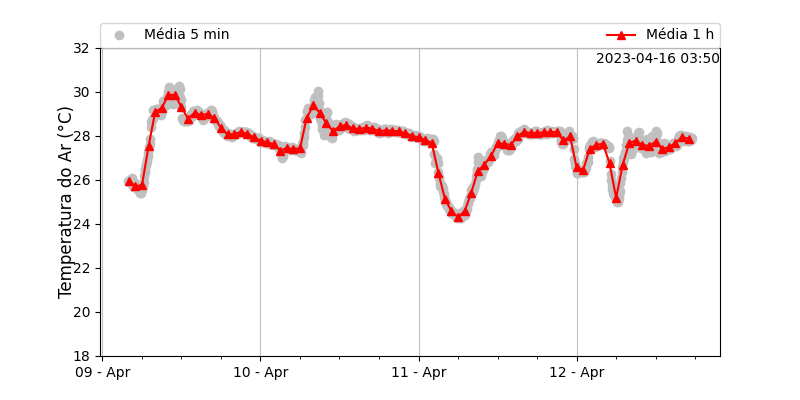 Média 5 min
Média 1 h
2023-04-16 03:50
Temperatura do Ar (°C)
32
30
28
26
24
22
20
18
09 - Apr
10 - Apr
11 - Apr
12 - Apr